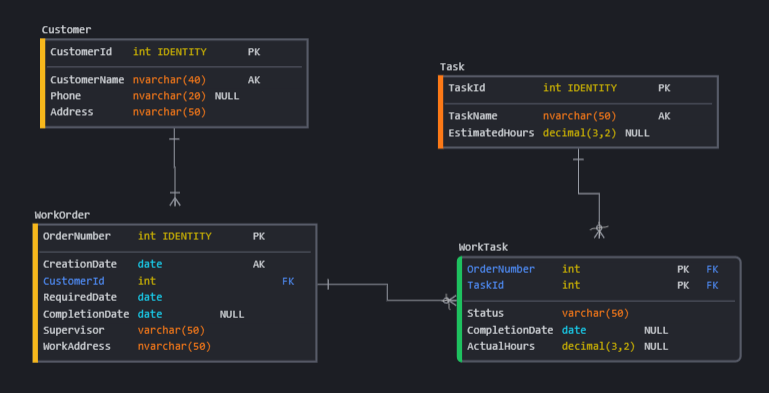 Customer
CustomerId int IDENTITY PK
CustomerName nvarchar(40) AK
Phone nvarchar(20) NULL
Address nvarchar(50)
Task
TaskId int IDENTITY PK
TaskName nvarchar(50) AK
EstimatedHours decimal(3,2) NULL
WorkOrder
OrderNumber int IDENTITY PK
CreationDate date AK
CustomerId int FK
RequiredDate date
CompletionDate date NULL
Supervisor varchar(50)
WorkAddress nvarchar(50)
WorkTask
OrderNumber int PK FK
TaskId int PK FK
Status varchar(50)
CompletionDate date NULL
ActualHours decimal(3,2) NULL